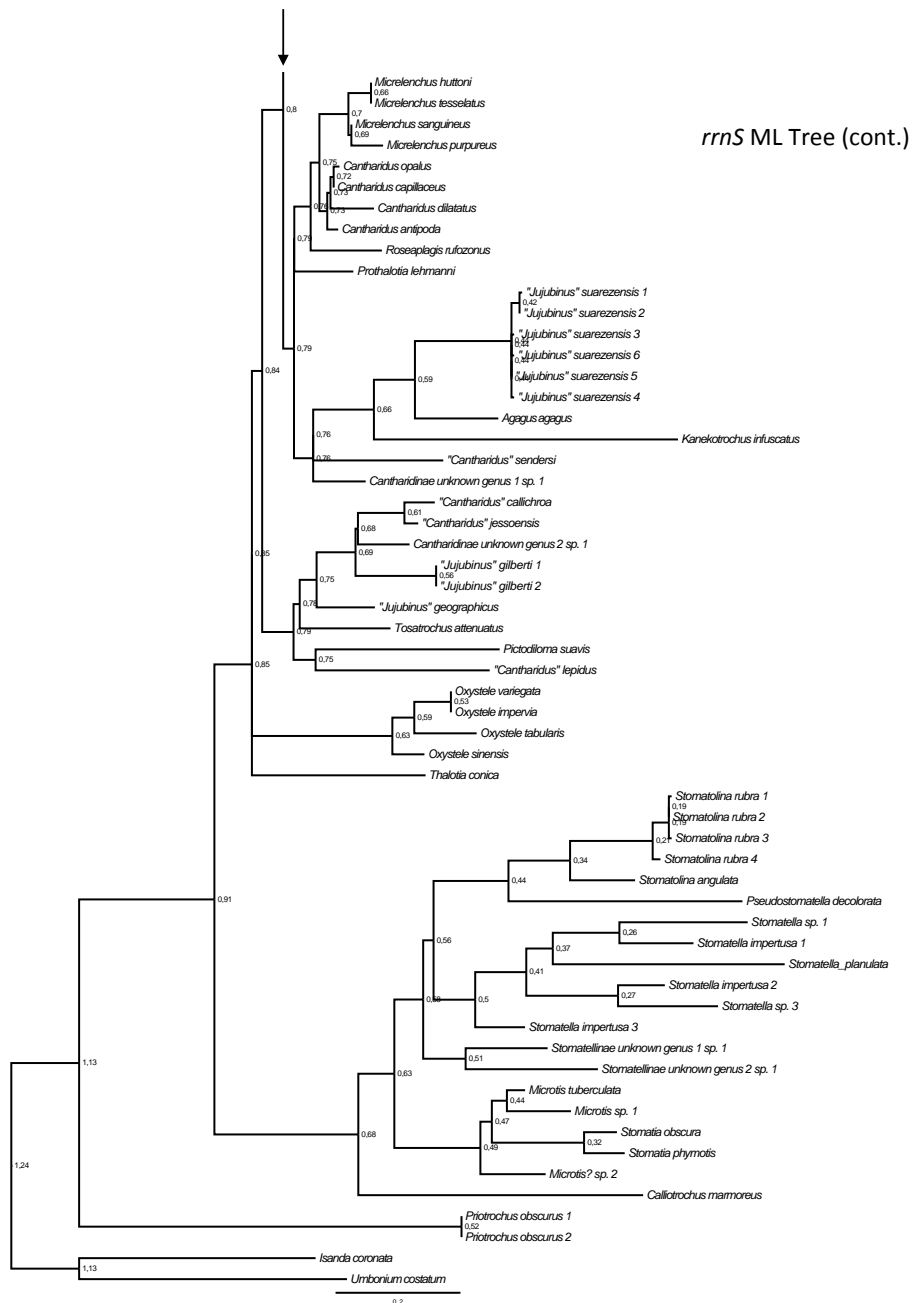 Micrelenchus huttoni
0,66
Micrelenchus tesselatus
0,8
0,7
rrnS ML Tree (cont.)
Micrelenchus sanguineus
0,69
Micrelenchus purpureus
0,75
Cantharidus opalus
0,72
Cantharidus capillaceus
0,73
0,76
Cantharidus dilatatus
0,73
Cantharidus antipoda
0,79
Roseaplagis rufozonus
Prothalotia lehmanni
"Jujubinus" suarezensis 1
0,42
"Jujubinus" suarezensis 2
"Jujubinus" suarezensis 3
0,44
0,79
"Jujubinus" suarezensis 6
0,44
0,84
"Jujubinus" suarezensis 5
0,59
"Jujubinus" suarezensis 4
0,66
Agagus agagus
0,76
Kanekotrochus infuscatus
0,76
"Cantharidus" sendersi
Cantharidinae unknown genus 1 sp. 1
"Cantharidus" callichroa
0,61
"Cantharidus" jessoensis
0,68
Cantharidinae unknown genus 2 sp. 1
0,85
0,69
"Jujubinus" gilberti 1
0,56
0,75
"Jujubinus" gilberti 2
0,78
"Jujubinus" geographicus
Tosatrochus attenuatus
0,79
Pictodiloma suavis
0,75
0,85
"Cantharidus" lepidus
Oxystele variegata
0,53
Oxystele impervia
0,59
Oxystele tabularis
0,63
Oxystele sinensis
Thalotia conica
Stomatolina rubra 1
0,19
Stomatolina rubra 2
0,19
Stomatolina rubra 3
0,21
0,34
Stomatolina rubra 4
0,44
Stomatolina angulata
0,91
Pseudostomatella decolorata
Stomatella sp. 1
0,26
0,56
Stomatella impertusa 1
0,37
Stomatella_planulata
0,41
Stomatella impertusa 2
0,27
0,58
0,5
Stomatella sp. 3
Stomatella impertusa 3
Stomatellinae unknown genus 1 sp. 1
0,51
1,13
Stomatellinae unknown genus 2 sp. 1
0,63
Microtis tuberculata
0,44
Microtis sp. 1
0,47
0,68
Stomatia obscura
0,32
0,49
Stomatia phymotis
1,24
Microtis? sp. 2
Calliotrochus marmoreus
Priotrochus obscurus 1
0,52
Priotrochus obscurus 2
Isanda coronata
1,13
Umbonium costatum
0,2